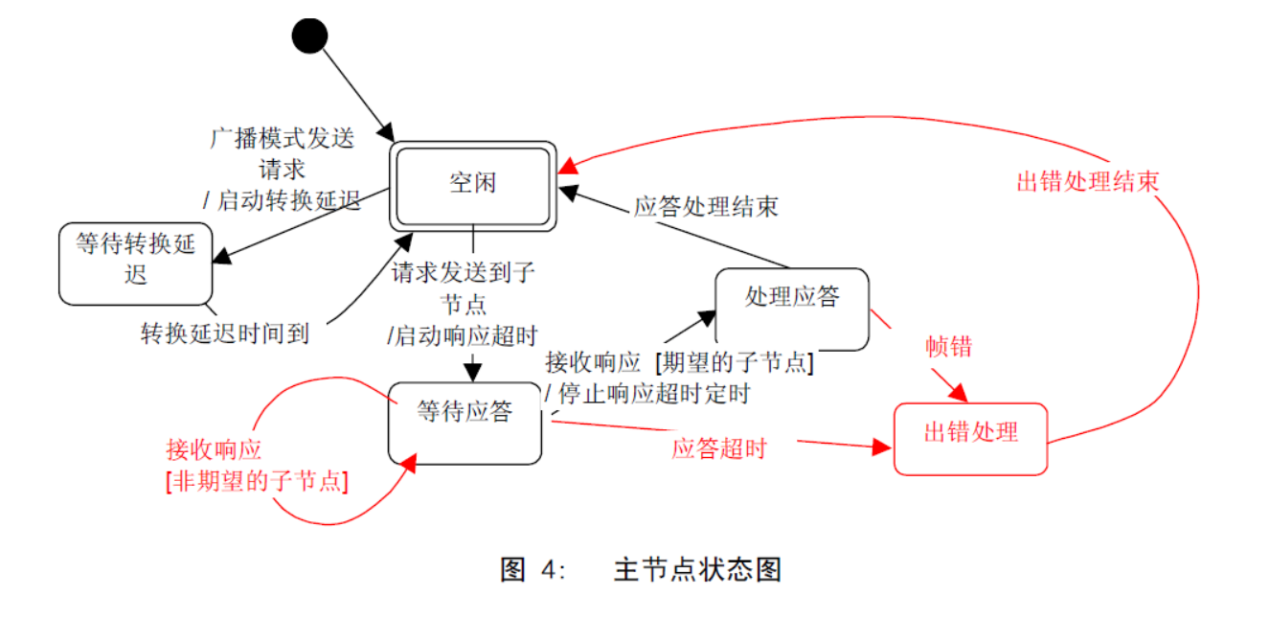 广播模式发送
请求
/ 启动转换延迟
空闲
出错处理结束
应答处理结束
等待转换延
迟
请求发送到子
节点
/启动响应超时
处理应答
转换延迟时间到
帧错
接收响应 [期望的子节点]
/ 停止响应超时定时
等待应答
出错处理
应答超时
接收响应
[非期望的子节点]
图 4: 主节点状态图